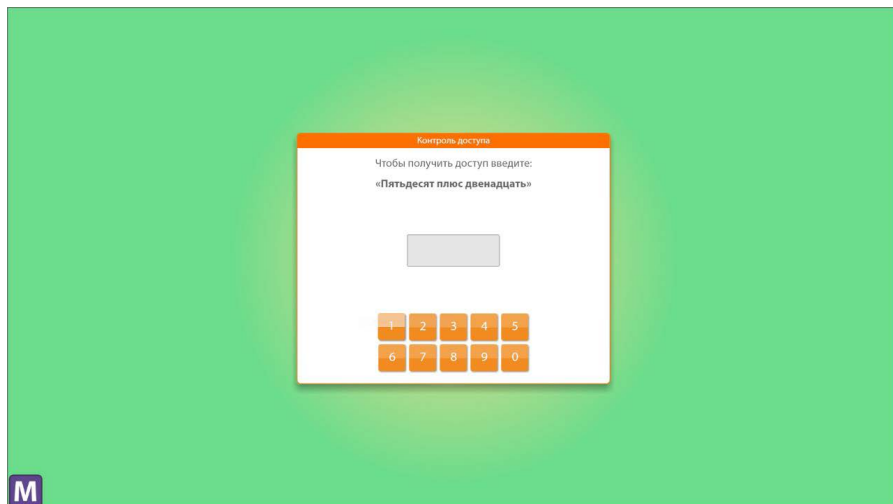 Контроль доступа
Чтобы получить доступ введите:
«Пятьдесят плюс двенадцать»
1 2 3 4 5
6 7 8 9 0
M